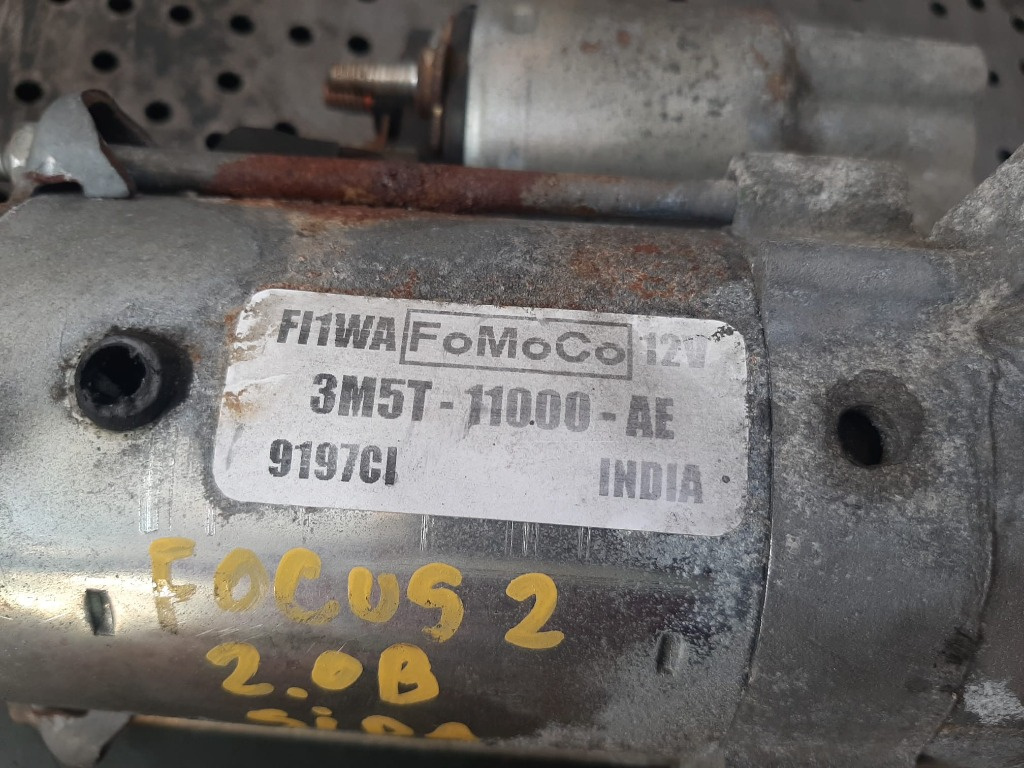 FI1WA FoMoCo 12V
3M5T - 11000 - AE
9197CI INDIA
FOCUS 2
2.0B